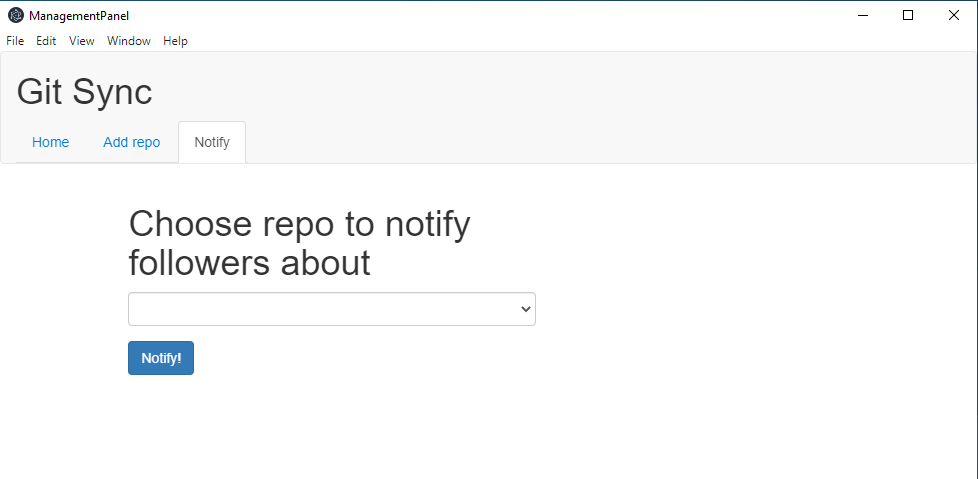 ManagementPanel
File Edit View Window Help
Git Sync
Home Add repo Notify
Choose repo to notify
followers about
Notify!